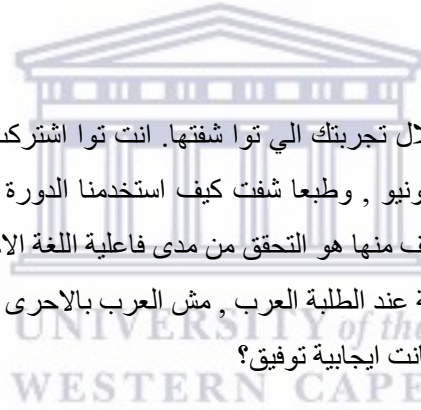 لال تجربتك الي توا شفتها. انت توا اشتركت
ونيو , وطبعا شفت كيف استخدمنا الدورة
ف منها هو التحقق من مدى فاعلية اللغة الا
ة عند الطلبة العرب , مش العرب بالاحرى
انت ايجابية توفيق؟
UNIVERSITY of the
WESTERN CAPE